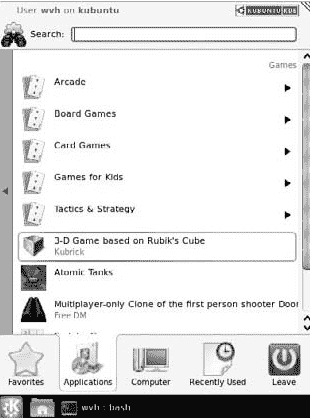 User wvh on kubuntu
KUBUNTU KDE
Search:
Games
Arcade
Board Games
Card Games
Games for Kids
Tactics & Strategy
3-D Game based on Rubik's Cube
Kubrick
Atomic Tanks
Multiplayer-only Clone of the first person shooter Door
Free DM
Favorites
Applications
Computer
Recently Used
Leave
wvh : bash